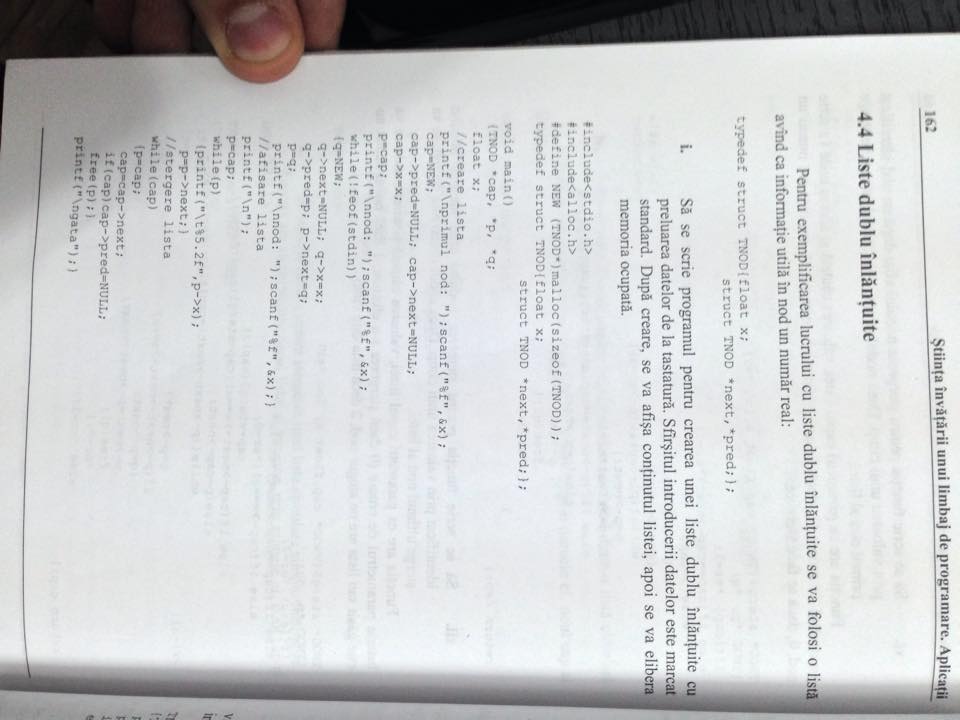 162
Știința învățării unui limbaj de programare. Aplicații
4.4 Liste dublu înlănțuite
Pentru exemplificarea lucrului cu liste dublu înlănțuite se va folosi o listă
avînd ca informație utilă în nod un număr real:
typedef struct TNOD{float x;
struct TNOD *next,*pred;};
i. Să se scrie programul pentru crearea unei liste dublu înlănțuite cu
preluarea datelor de la tastatură. Sfîrșitul introducerii datelor este marcat
standard. După creare, se va afișa conținutul listei, apoi se va elibera
memoria ocupată.
#include<stdio.h>
#include<alloc.h>
#define NEW (TNOD*)malloc(sizeof(TNOD));
typedef struct TNOD{float x;
struct TNOD *next,*pred;};
void main()
{TNOD *cap, *p, *q;
float x;
//creare lista
printf("\nprimul nod: ");scanf("%f",&x);
cap=NEW;
cap->pred=NULL; cap->next=NULL;
cap->x=x;
p=cap;
printf("\nnod: ");scanf("%f",&x);
while(!feof(stdin))
{q=NEW;
q->next=NULL; q->x=x;
q->pred=p; p->next=q;
p=q;
printf("\nnod: ");scanf("%f",&x);}
//afisare lista
printf("\n");
p=cap;
while(p)
{printf("\t%5.2f",p->x);
p=p->next;}
//stergere lista
while(cap)
{p=cap;
cap=cap->next;
if(cap)cap->pred=NULL;
free(p);}
printf("\ngata");}